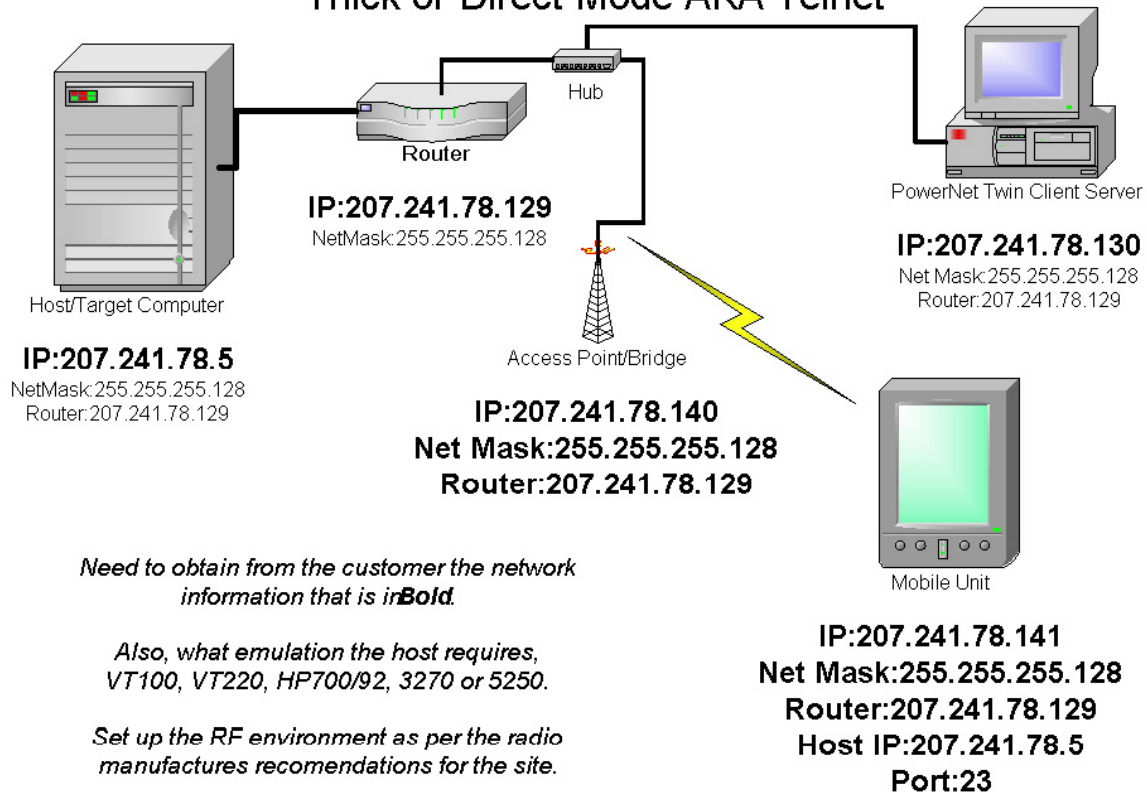 Thick or Direct Mode AKA Telnet
Hub
Router
IP:207.241.78.129
NetMask:255.255.255.128
PowerNet Twin Client Server
IP:207.241.78.130
Net Mask:255.255.255.128
Router:207.241.78.129
Host/Target Computer
IP:207.241.78.5
NetMask:255.255.255.128
Router:207.241.78.129
Access Point/Bridge
IP:207.241.78.140
Net Mask:255.255.255.128
Router:207.241.78.129
Mobile Unit
IP:207.241.78.141
Net Mask:255.255.255.128
Router:207.241.78.129
Host IP:207.241.78.5
Port:23
Need to obtain from the customer the network
information that is in Bold.
Also, what emulation the host requires,
VT100, VT220, HP700/92, 3270 or 5250.
Set up the RF environment as per the radio
manufactures recomendations for the site.